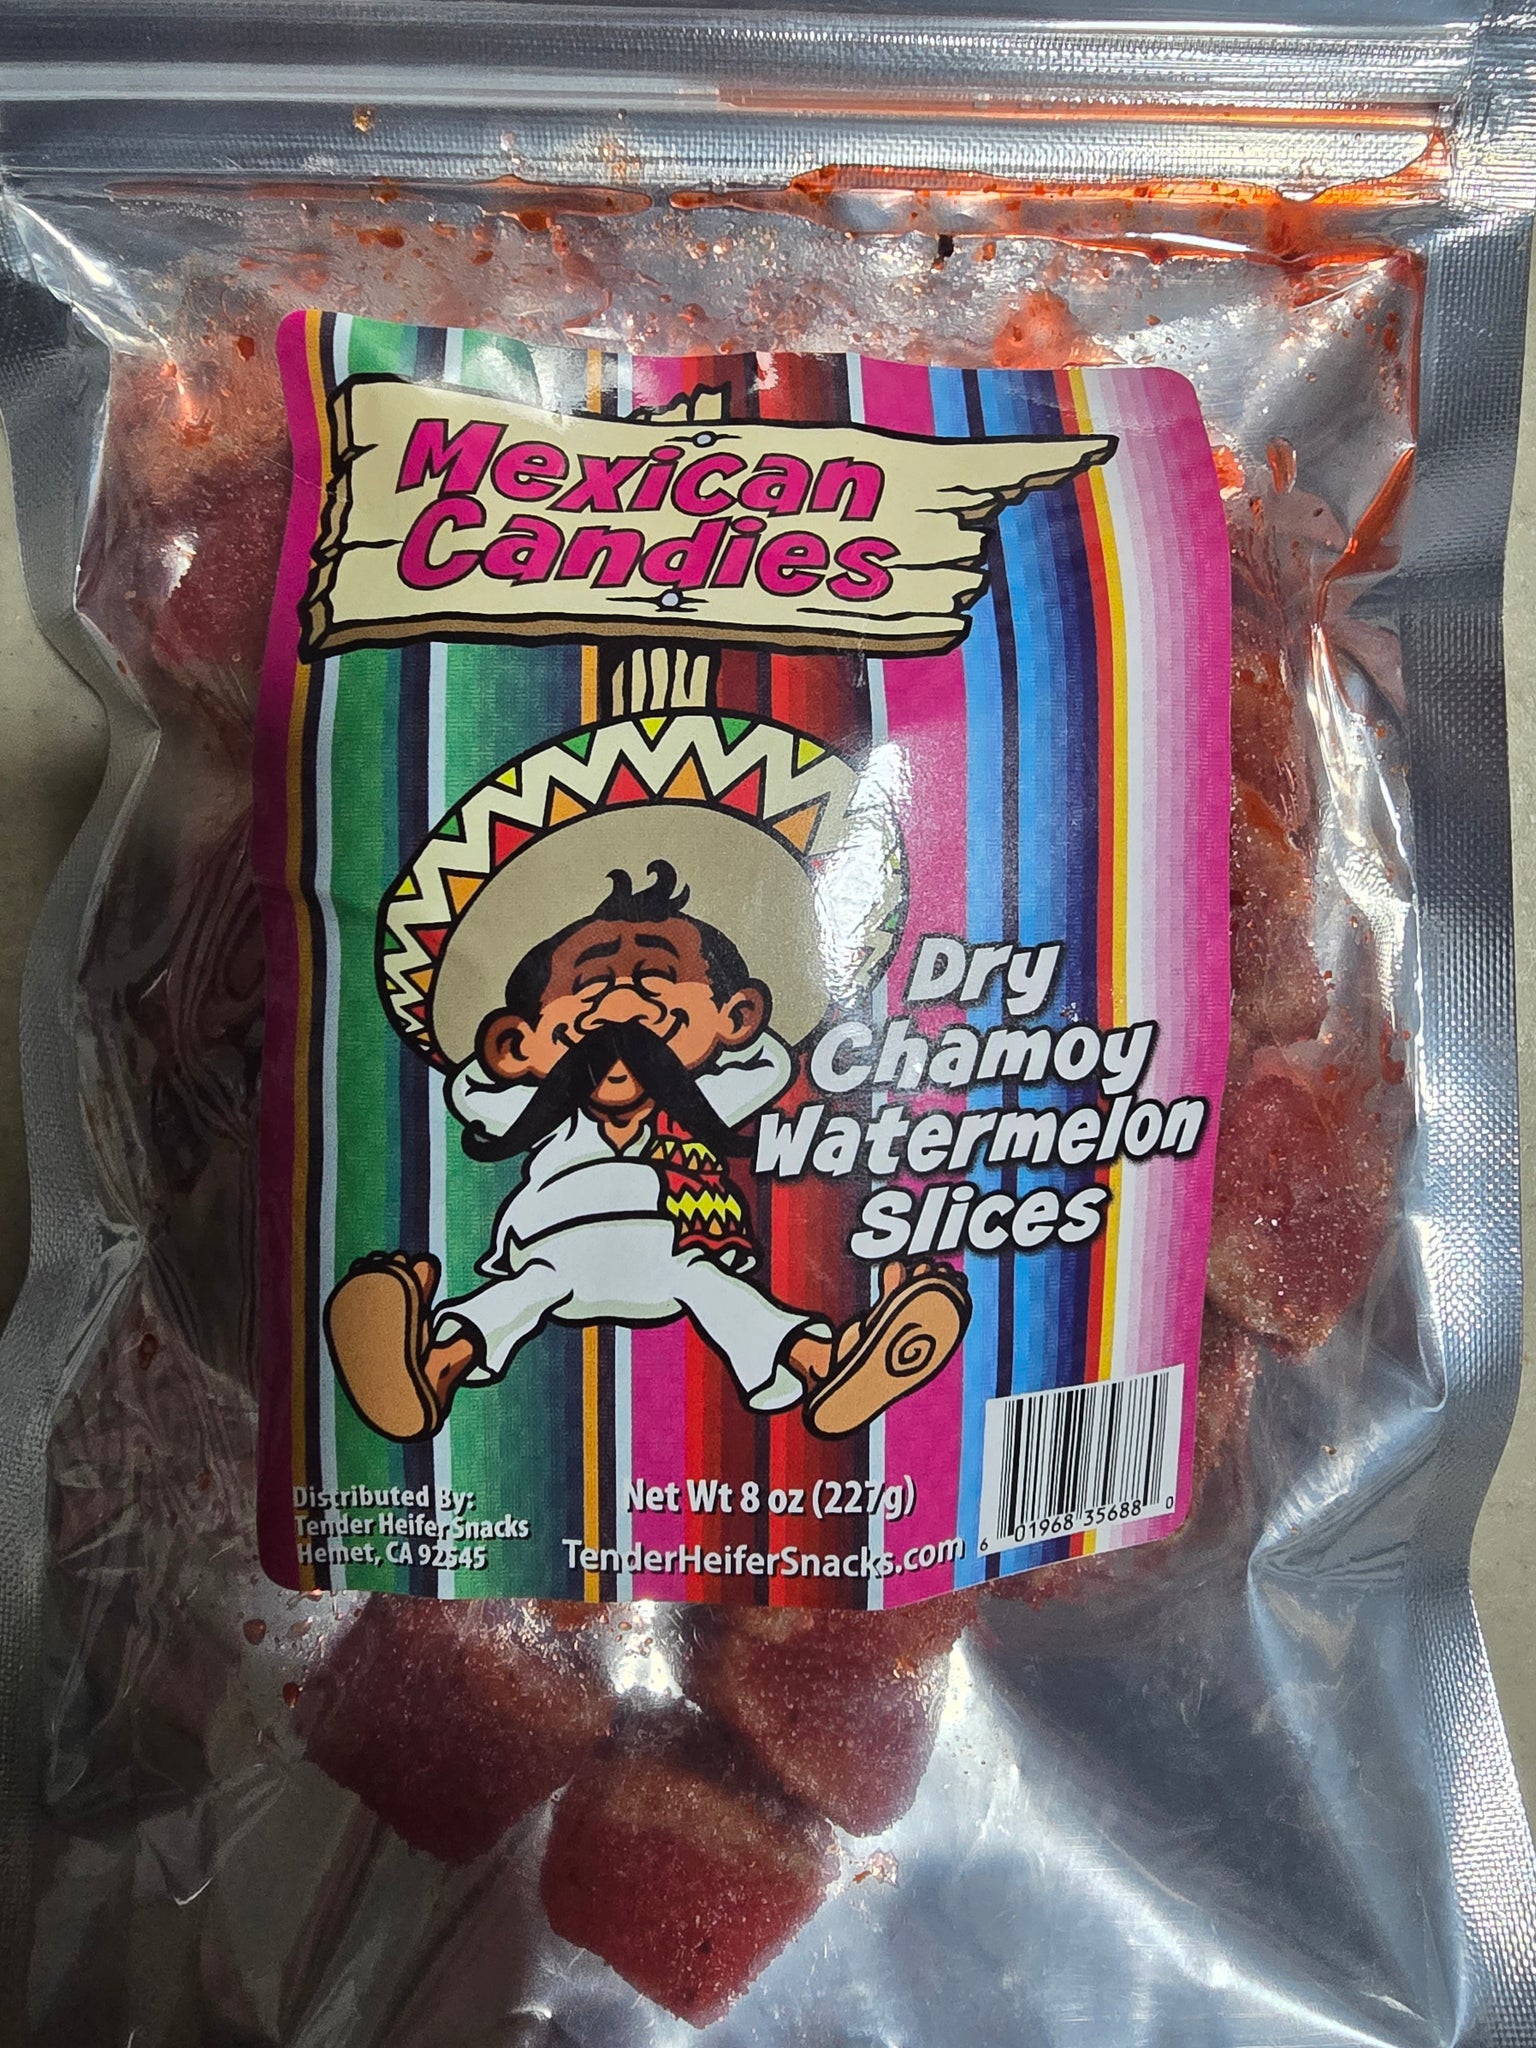 Mexican
Candies
Dry
Chamoy
Watermelon
Slices
Distributed By:
Tender Heifer Snacks
Hemet, CA 92545
Net Wt 8 oz (227g)
TenderHeiferSnacks.com
6 01968 35688 0